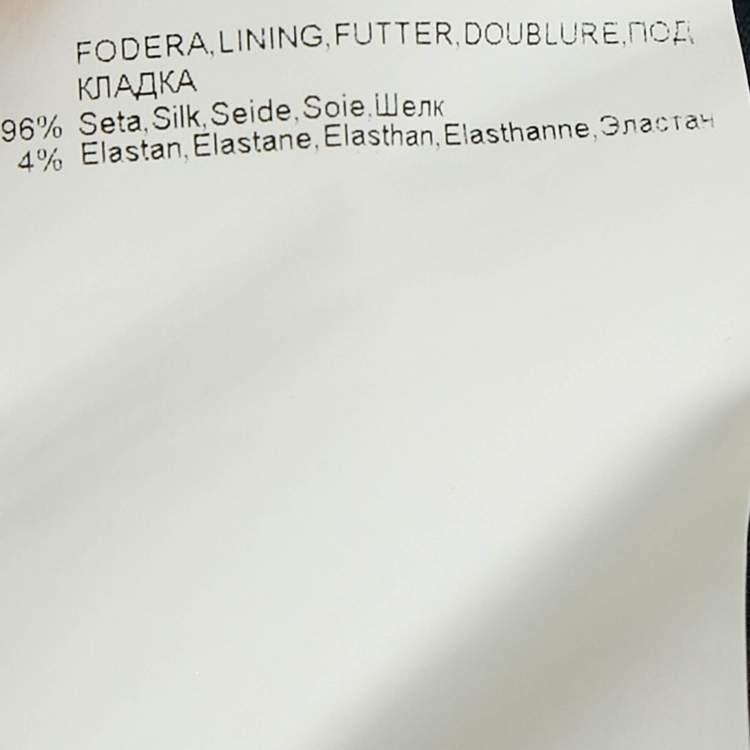 FODERA,LINING,FUTTER,DOUBLURE,ПОД
КЛАДКА
96% Seta,Silk,Seide,Soie,Шелк
4% Elastan,Elastane,Elasthan,Elasthanne,Эластан